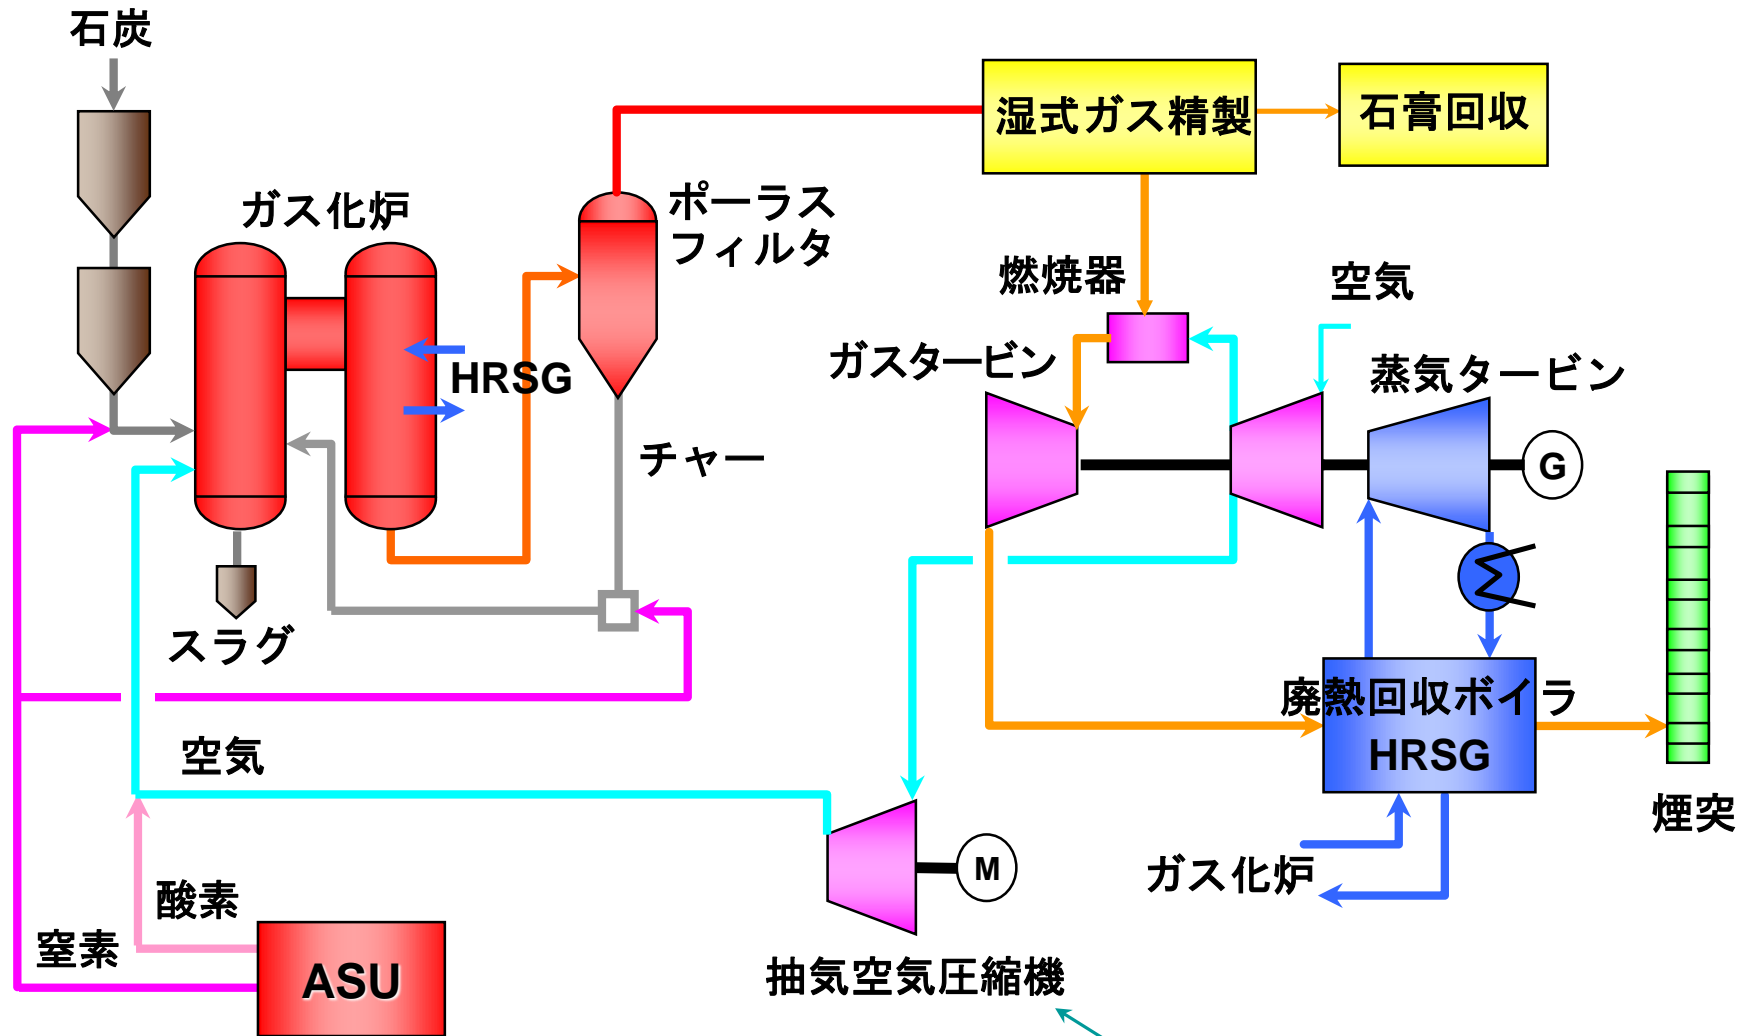 石炭
湿式ガス精製
石膏回収
ガス化炉
ポーラス
フィルタ
燃焼器
空気
ガスタービン
蒸気タービン
HRSG
チャー
G
スラグ
廃熱回収ボイラ
HRSG
空気
煙突
M
ガス化炉
酸素
窒素
ASU
抽気空気圧縮機